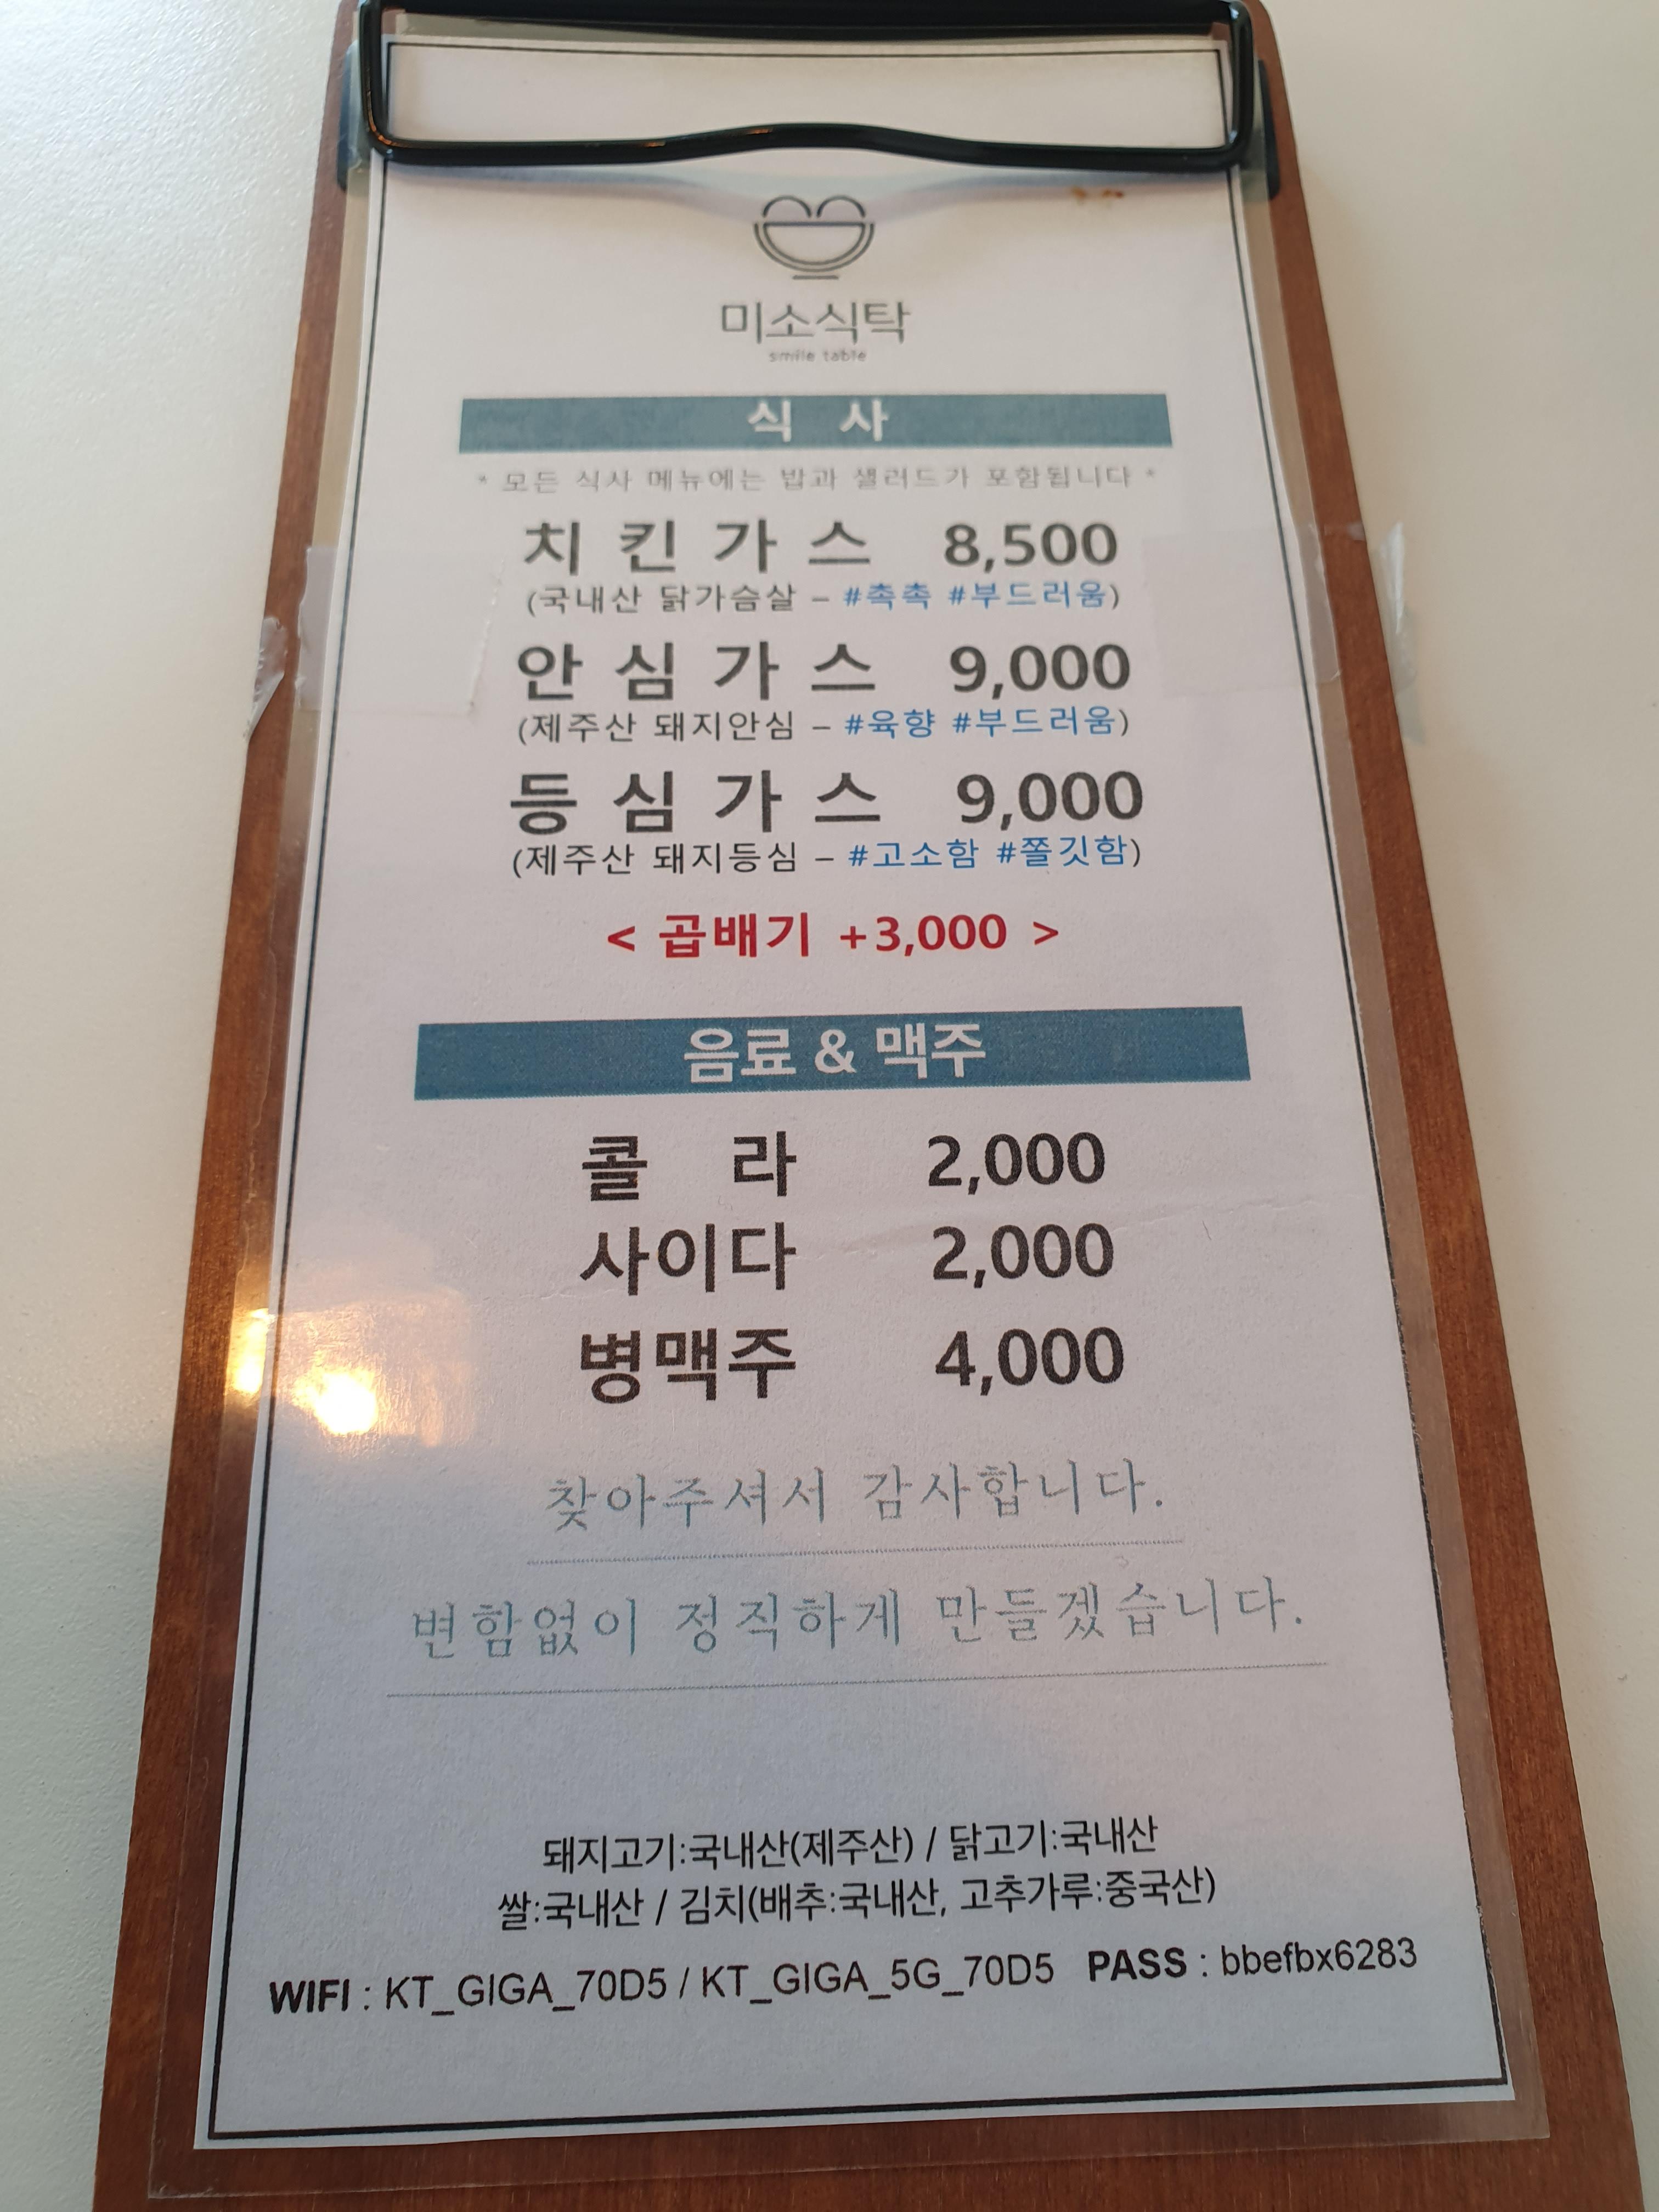 미소식탁
smile table
식 사
* 모든 식사 메뉴에는 밥과 샐러드가 포함됩니다 *
치 킨 가 스 8,500
(국내산 닭가슴살 – #촉촉 #부드러움)
안 심 가 스 9,000
(제주산 돼지안심 – #육향 #부드러움)
등 심 가 스 9,000
(제주산 돼지등심 – #고소함 #쫄깃함)
< 곱배기 +3,000 >
음료 & 맥주
콜 라 2,000
사이다 2,000
병맥주 4,000
찾아주셔서 감사합니다.
변함없이 정직하게 만들겠습니다.
돼지고기:국내산(제주산) / 닭고기:국내산
쌀:국내산 / 김치(배추:국내산, 고추가루:중국산)
WIFI : KT_GIGA_70D5 / KT_GIGA_5G_70D5 PASS : bbefbx6283